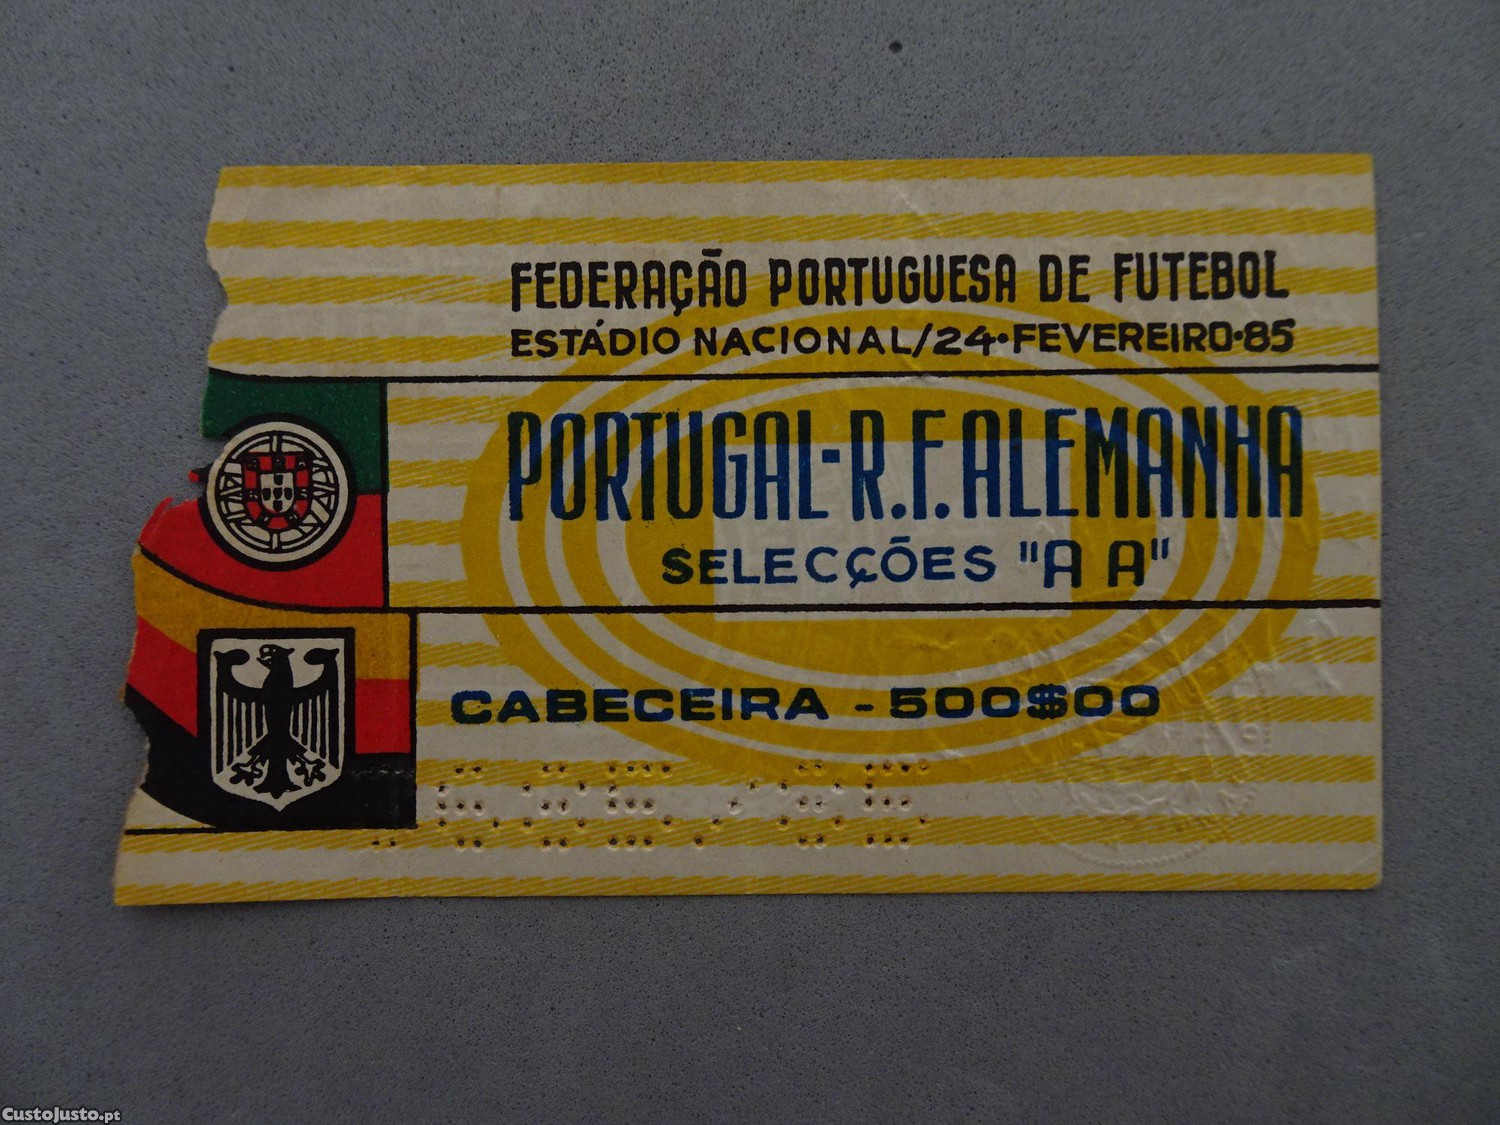 FEDERAÇÃO PORTUGUESA DE FUTEBOL
ESTÁDIO NACIONAL/24·FEVEREIRO·85
PORTUGAL-R.F.ALEMANHA
SELECÇÕES "A A"
CABECEIRA - 500$00
CustoJusto.pt